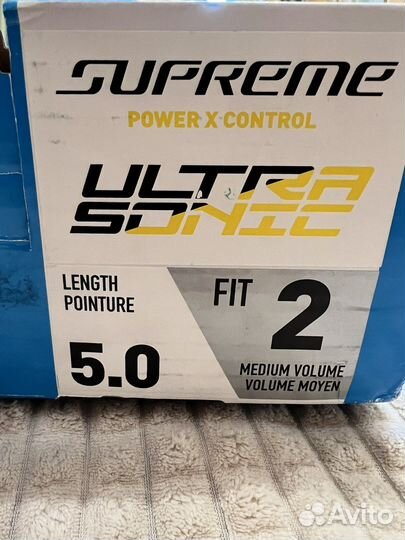 SUPREME
POWER X CONTROL
ULTRA
SONIC
LENGTH
POINTURE
5.0
FIT 2
MEDIUM VOLUME
VOLUME MOYEN
Avito